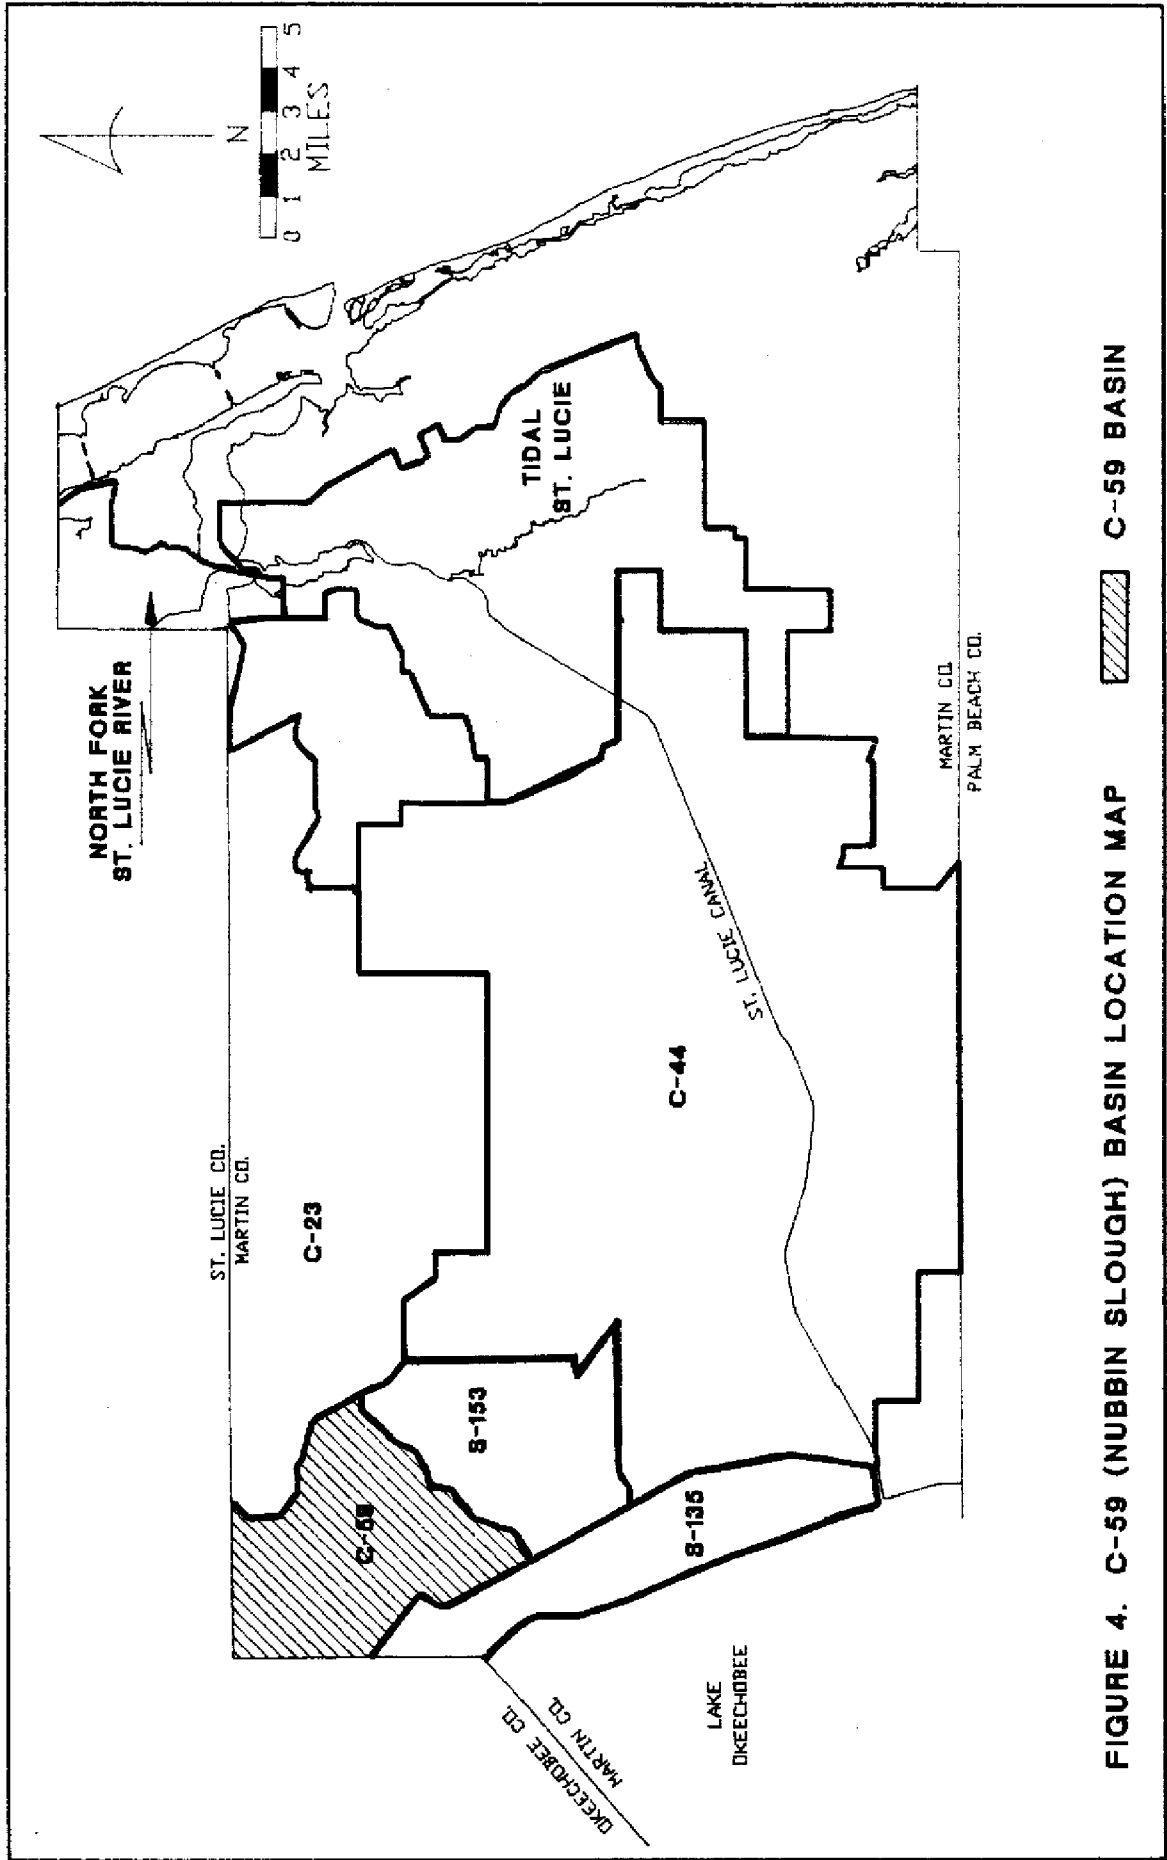 N
0 1 2 3 4 5
MILES
NORTH FORK
ST. LUCIE RIVER
ST. LUCIE CO.
MARTIN CO.
C-23
TIDAL
ST. LUCIE
C-59
S-153
C-44
ST. LUCIE CANAL
S-135
OKEECHOBEE CO.
MARTIN CO.
LAKE
OKEECHOBEE
MARTIN CO.
PALM BEACH CO.
FIGURE 4. C-59 (NUBBIN SLOUGH) BASIN LOCATION MAP
C-59 BASIN